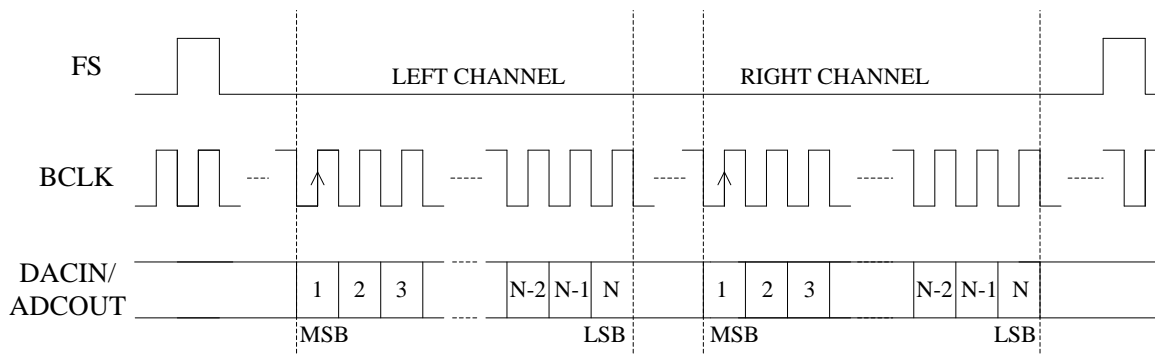 FS
LEFT CHANNEL RIGHT CHANNEL
BCLK
DACIN/
ADCOUT
1 2 3 N-2 N-1 N 1 2 3 N-2 N-1 N
MSB LSB MSB LSB